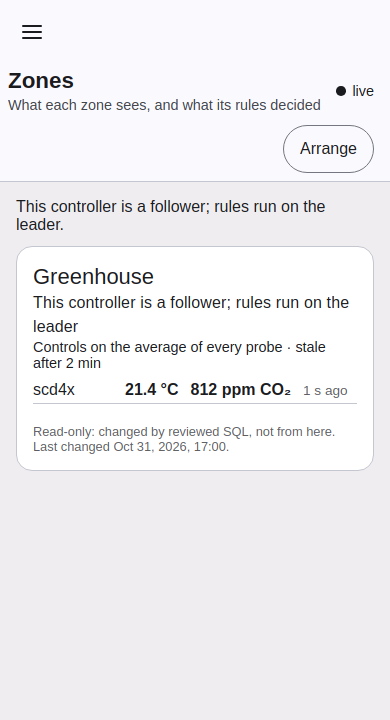 Zones
What each zone sees, and what its rules decided
live
Arrange
This controller is a follower; rules run on the
leader.
Greenhouse
This controller is a follower; rules run on the
leader
Controls on the average of every probe · stale
after 2 min
scd4x 21.4 °C 812 ppm CO₂ 1 s ago
Read-only: changed by reviewed SQL, not from here.
Last changed Oct 31, 2026, 17:00.